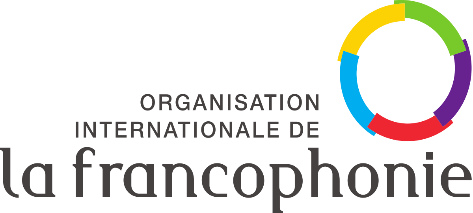 ORGANISATION
INTERNATIONALE DE
la francophonie